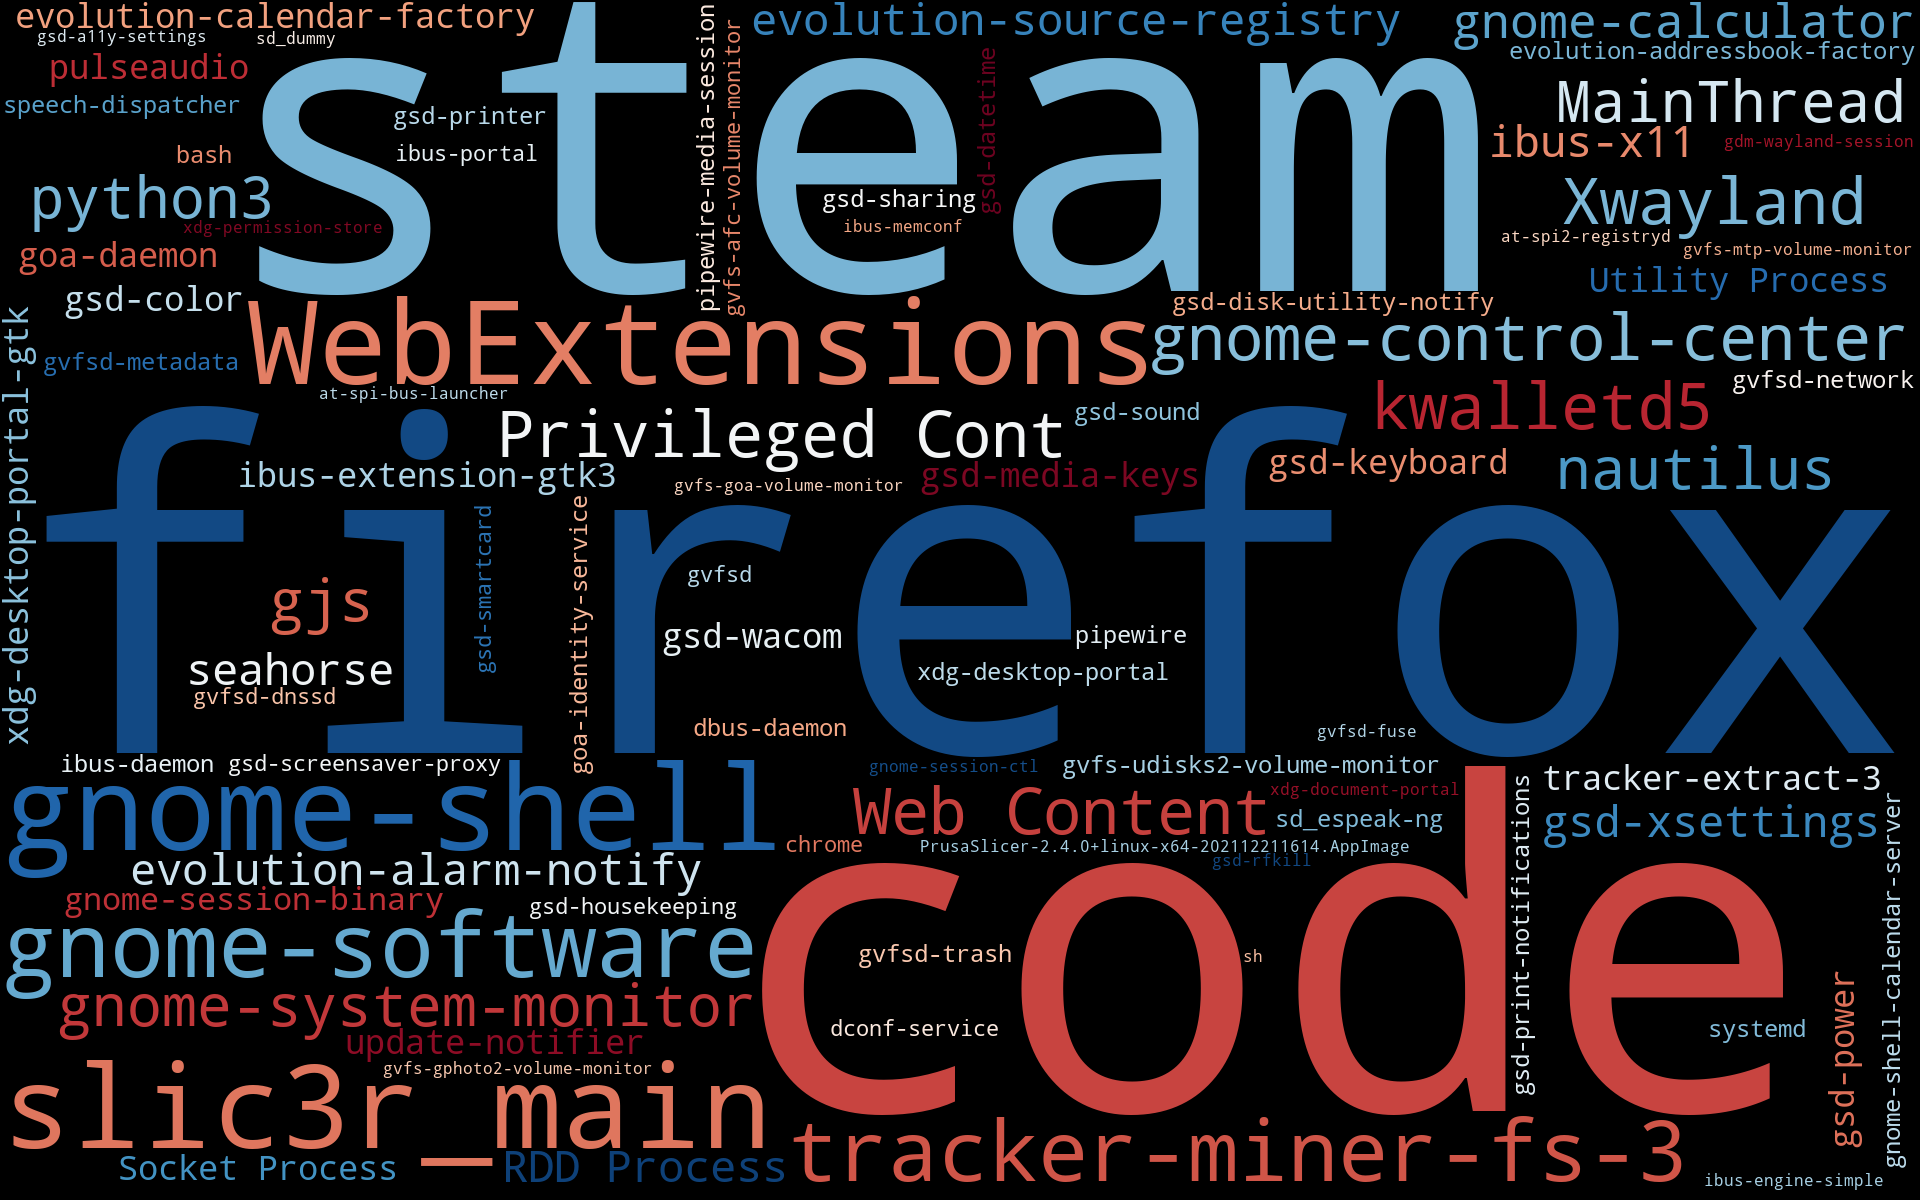 evolution-calendar-factory
steam
evolution-source-registry
gnome-calculator
gsd-a11y-settings
sd_dummy
evolution-addressbook-factory
pulseaudio
speech-dispatcher
gsd-printer
pipewire-media-session
gvfs-afc-volume-monitor
gsd-datetime
MainThread
bash
ibus-portal
ibus-x11
gdm-wayland-session
python3
gsd-sharing
Xwayland
xdg-permission-store
ibus-memconf
at-spi2-registryd
gvfs-mtp-volume-monitor
goa-daemon
Utility Process
gsd-color
WebExtensions
gsd-disk-utility-notify
gnome-control-center
gvfsd-metadata
xdg-desktop-portal-gtk
at-spi-bus-launcher
gvfsd-network
Privileged Cont
gsd-sound
kwalletd5
firefox
ibus-extension-gtk3
gvfs-goa-volume-monitor
gsd-media-keys
gsd-keyboard
nautilus
gsd-smartcard
goa-identity-service
gvfsd
gjs
gsd-wacom
pipewire
seahorse
xdg-desktop-portal
gvfsd-dnssd
dbus-daemon
gvfsd-fuse
ibus-daemon
gsd-screensaver-proxy
gnome-session-ctl
gvfs-udisks2-volume-monitor
tracker-extract-3
gnome-shell
Web Content
xdg-document-portal
sd_espeak-ng
gsd-print-notifications
gsd-xsettings
gnome-shell-calendar-server
chrome
PrusaSlicer-2.4.0+linux-x64-202112211614.AppImage
gsd-rfkill
evolution-alarm-notify
code
gnome-session-binary
gsd-housekeeping
gnome-software
gvfsd-trash
sh
gnome-system-monitor
dconf-service
systemd
gsd-power
update-notifier
gvfs-gphoto2-volume-monitor
slic3r_main
tracker-miner-fs-3
Socket Process
RDD Process
ibus-engine-simple